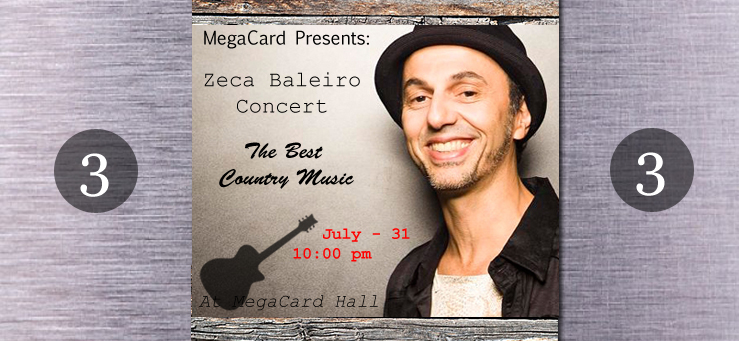 MegaCard Presents:
Zeca Baleiro
Concert
The Best
Country Music
July - 31
10:00 pm
At MegaCard Hall
3
3